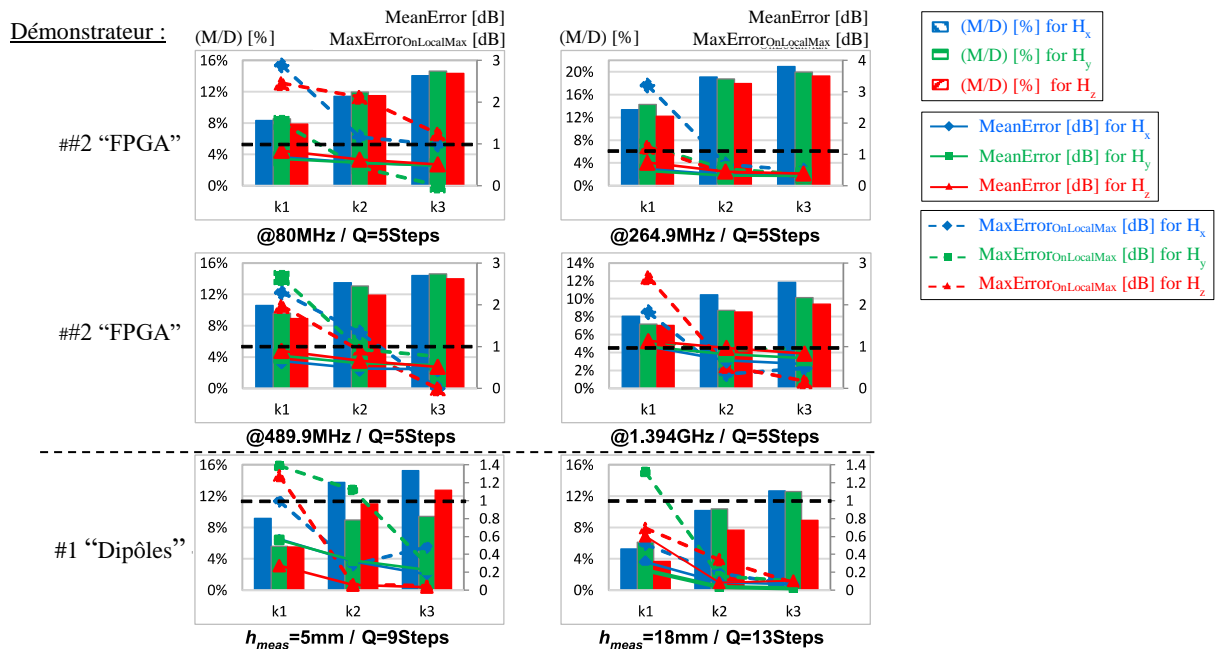 Démonstrateur :
(M/D) [%]
MeanError [dB]
MaxErrorOnLocalMax [dB]
(M/D) [%]
MeanError [dB]
MaxErrorOnLocalMax [dB]
##2 “FPGA”
16%
12%
8%
4%
0%
3
2
1
0
k1 k2 k3
@80MHz / Q=5Steps
20%
16%
12%
8%
4%
0%
4
3
2
1
0
k1 k2 k3
@264.9MHz / Q=5Steps
##2 “FPGA”
16%
12%
8%
4%
0%
3
2
1
0
k1 k2 k3
@489.9MHz / Q=5Steps
14%
12%
10%
8%
6%
4%
2%
0%
3
2
1
0
k1 k2 k3
@1.394GHz / Q=5Steps
#1 “Dipôles”
16%
12%
8%
4%
0%
1.4
1.2
1
0.8
0.6
0.4
0.2
0
k1 k2 k3
hmeas=5mm / Q=9Steps
16%
12%
8%
4%
0%
1.4
1.2
1
0.8
0.6
0.4
0.2
0
k1 k2 k3
hmeas=18mm / Q=13Steps
(M/D) [%] for Hx
(M/D) [%] for Hy
(M/D) [%] for Hz
MeanError [dB] for Hx
MeanError [dB] for Hy
MeanError [dB] for Hz
MaxErrorOnLocalMax [dB] for Hx
MaxErrorOnLocalMax [dB] for Hy
MaxErrorOnLocalMax [dB] for Hz